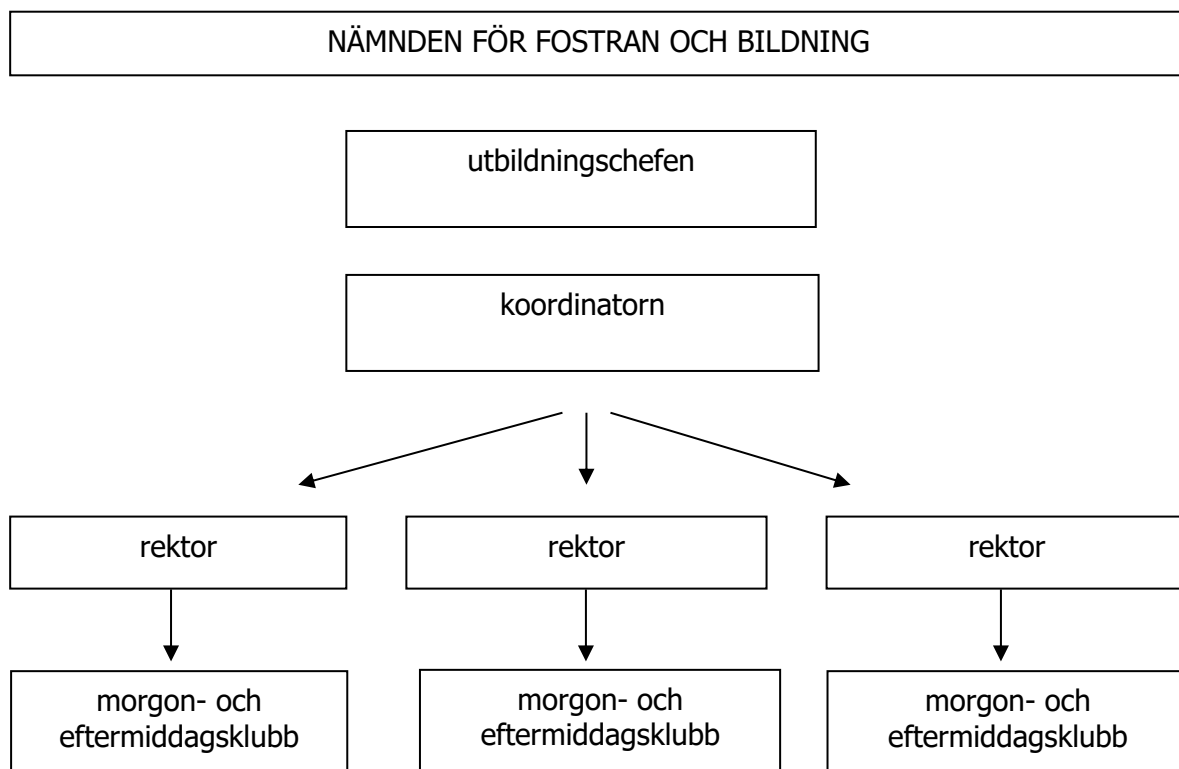 NÄMNDEN FÖR FOSTRAN OCH BILDNING
utbildningschefen
koordinatorn
rektor
rektor
rektor
morgon- och
eftermiddagsklubb
morgon- och
eftermiddagsklubb
morgon- och
eftermiddagsklubb